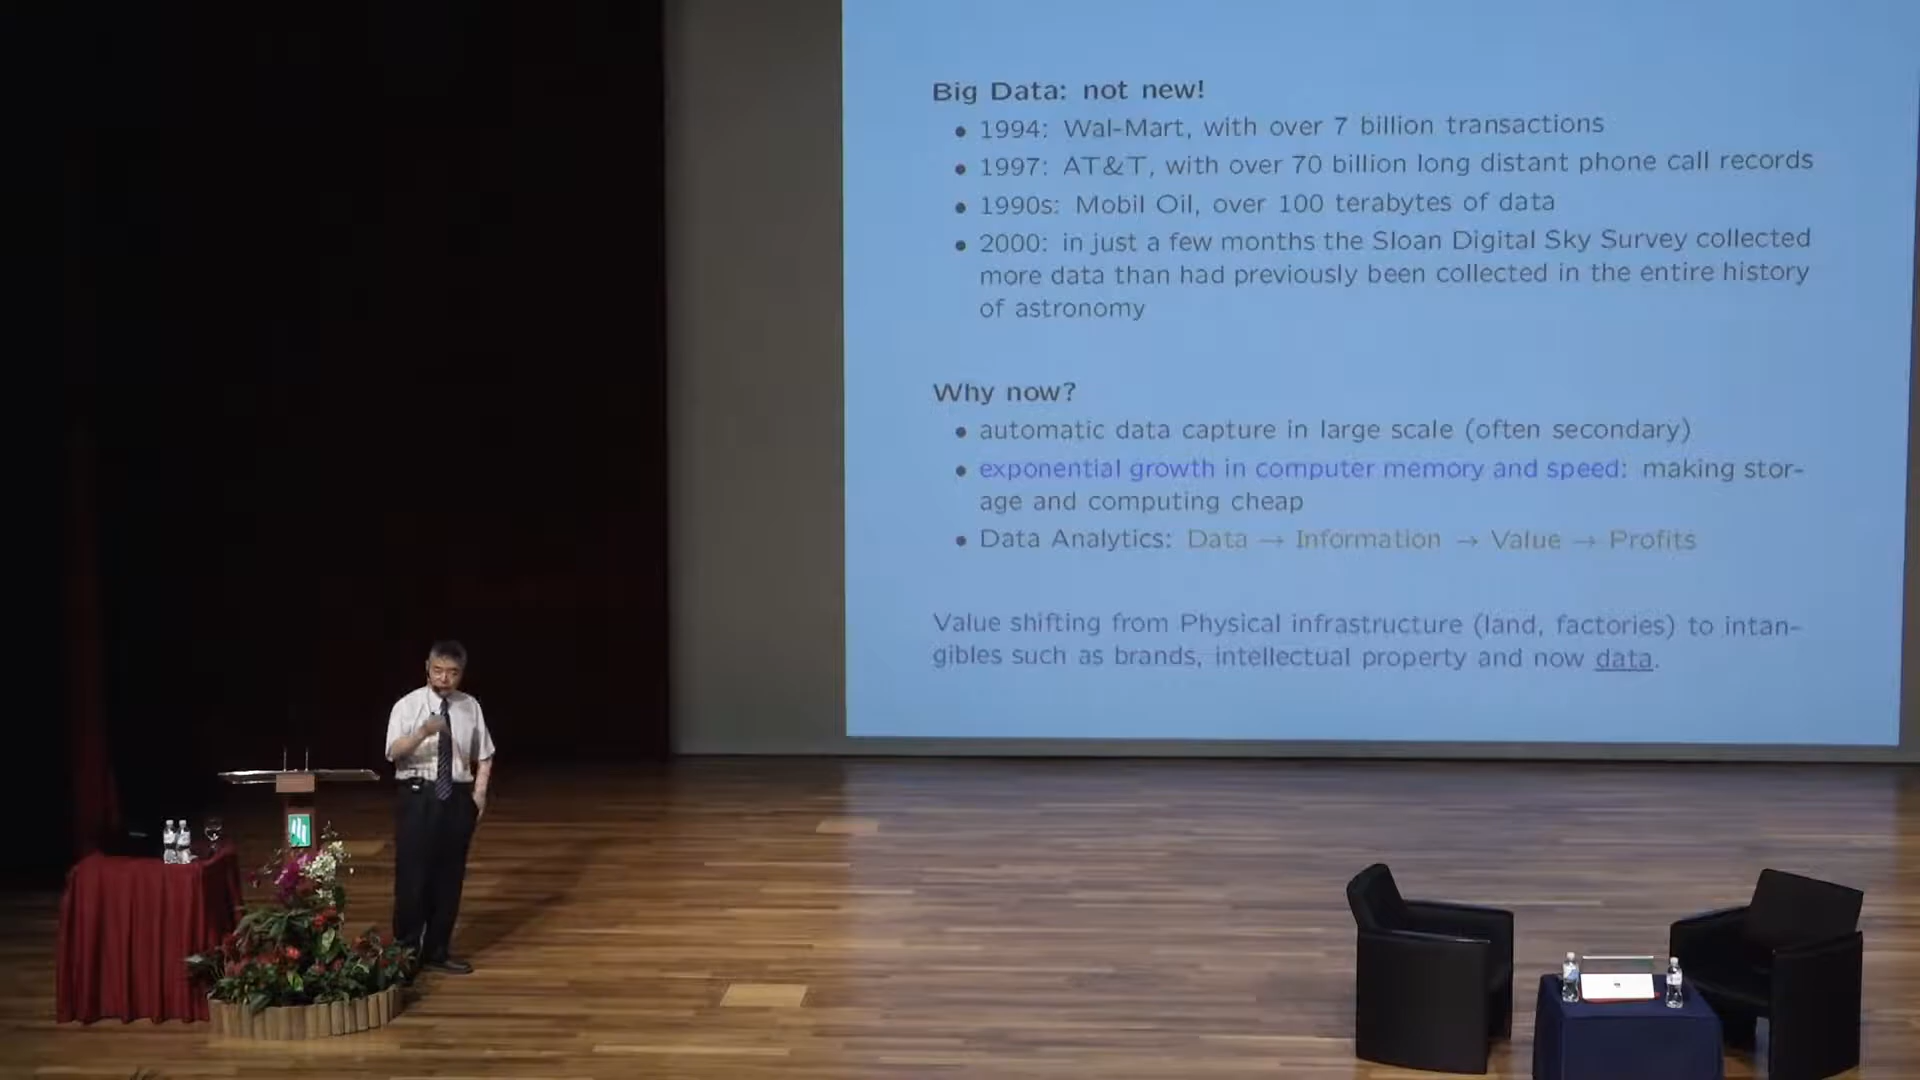 Big Data: not new!
• 1994: Wal-Mart, with over 7 billion transactions
• 1997: AT&T, with over 70 billion long distant phone call records
• 1990s: Mobil Oil, over 100 terabytes of data
• 2000: in just a few months the Sloan Digital Sky Survey collected
more data than had previously been collected in the entire history
of astronomy
Why now?
• automatic data capture in large scale (often secondary)
• exponential growth in computer memory and speed: making stor-
age and computing cheap
• Data Analytics: Data → Information → Value → Profits
Value shifting from Physical infrastructure (land, factories) to intan-
gibles such as brands, intellectual property and now data.